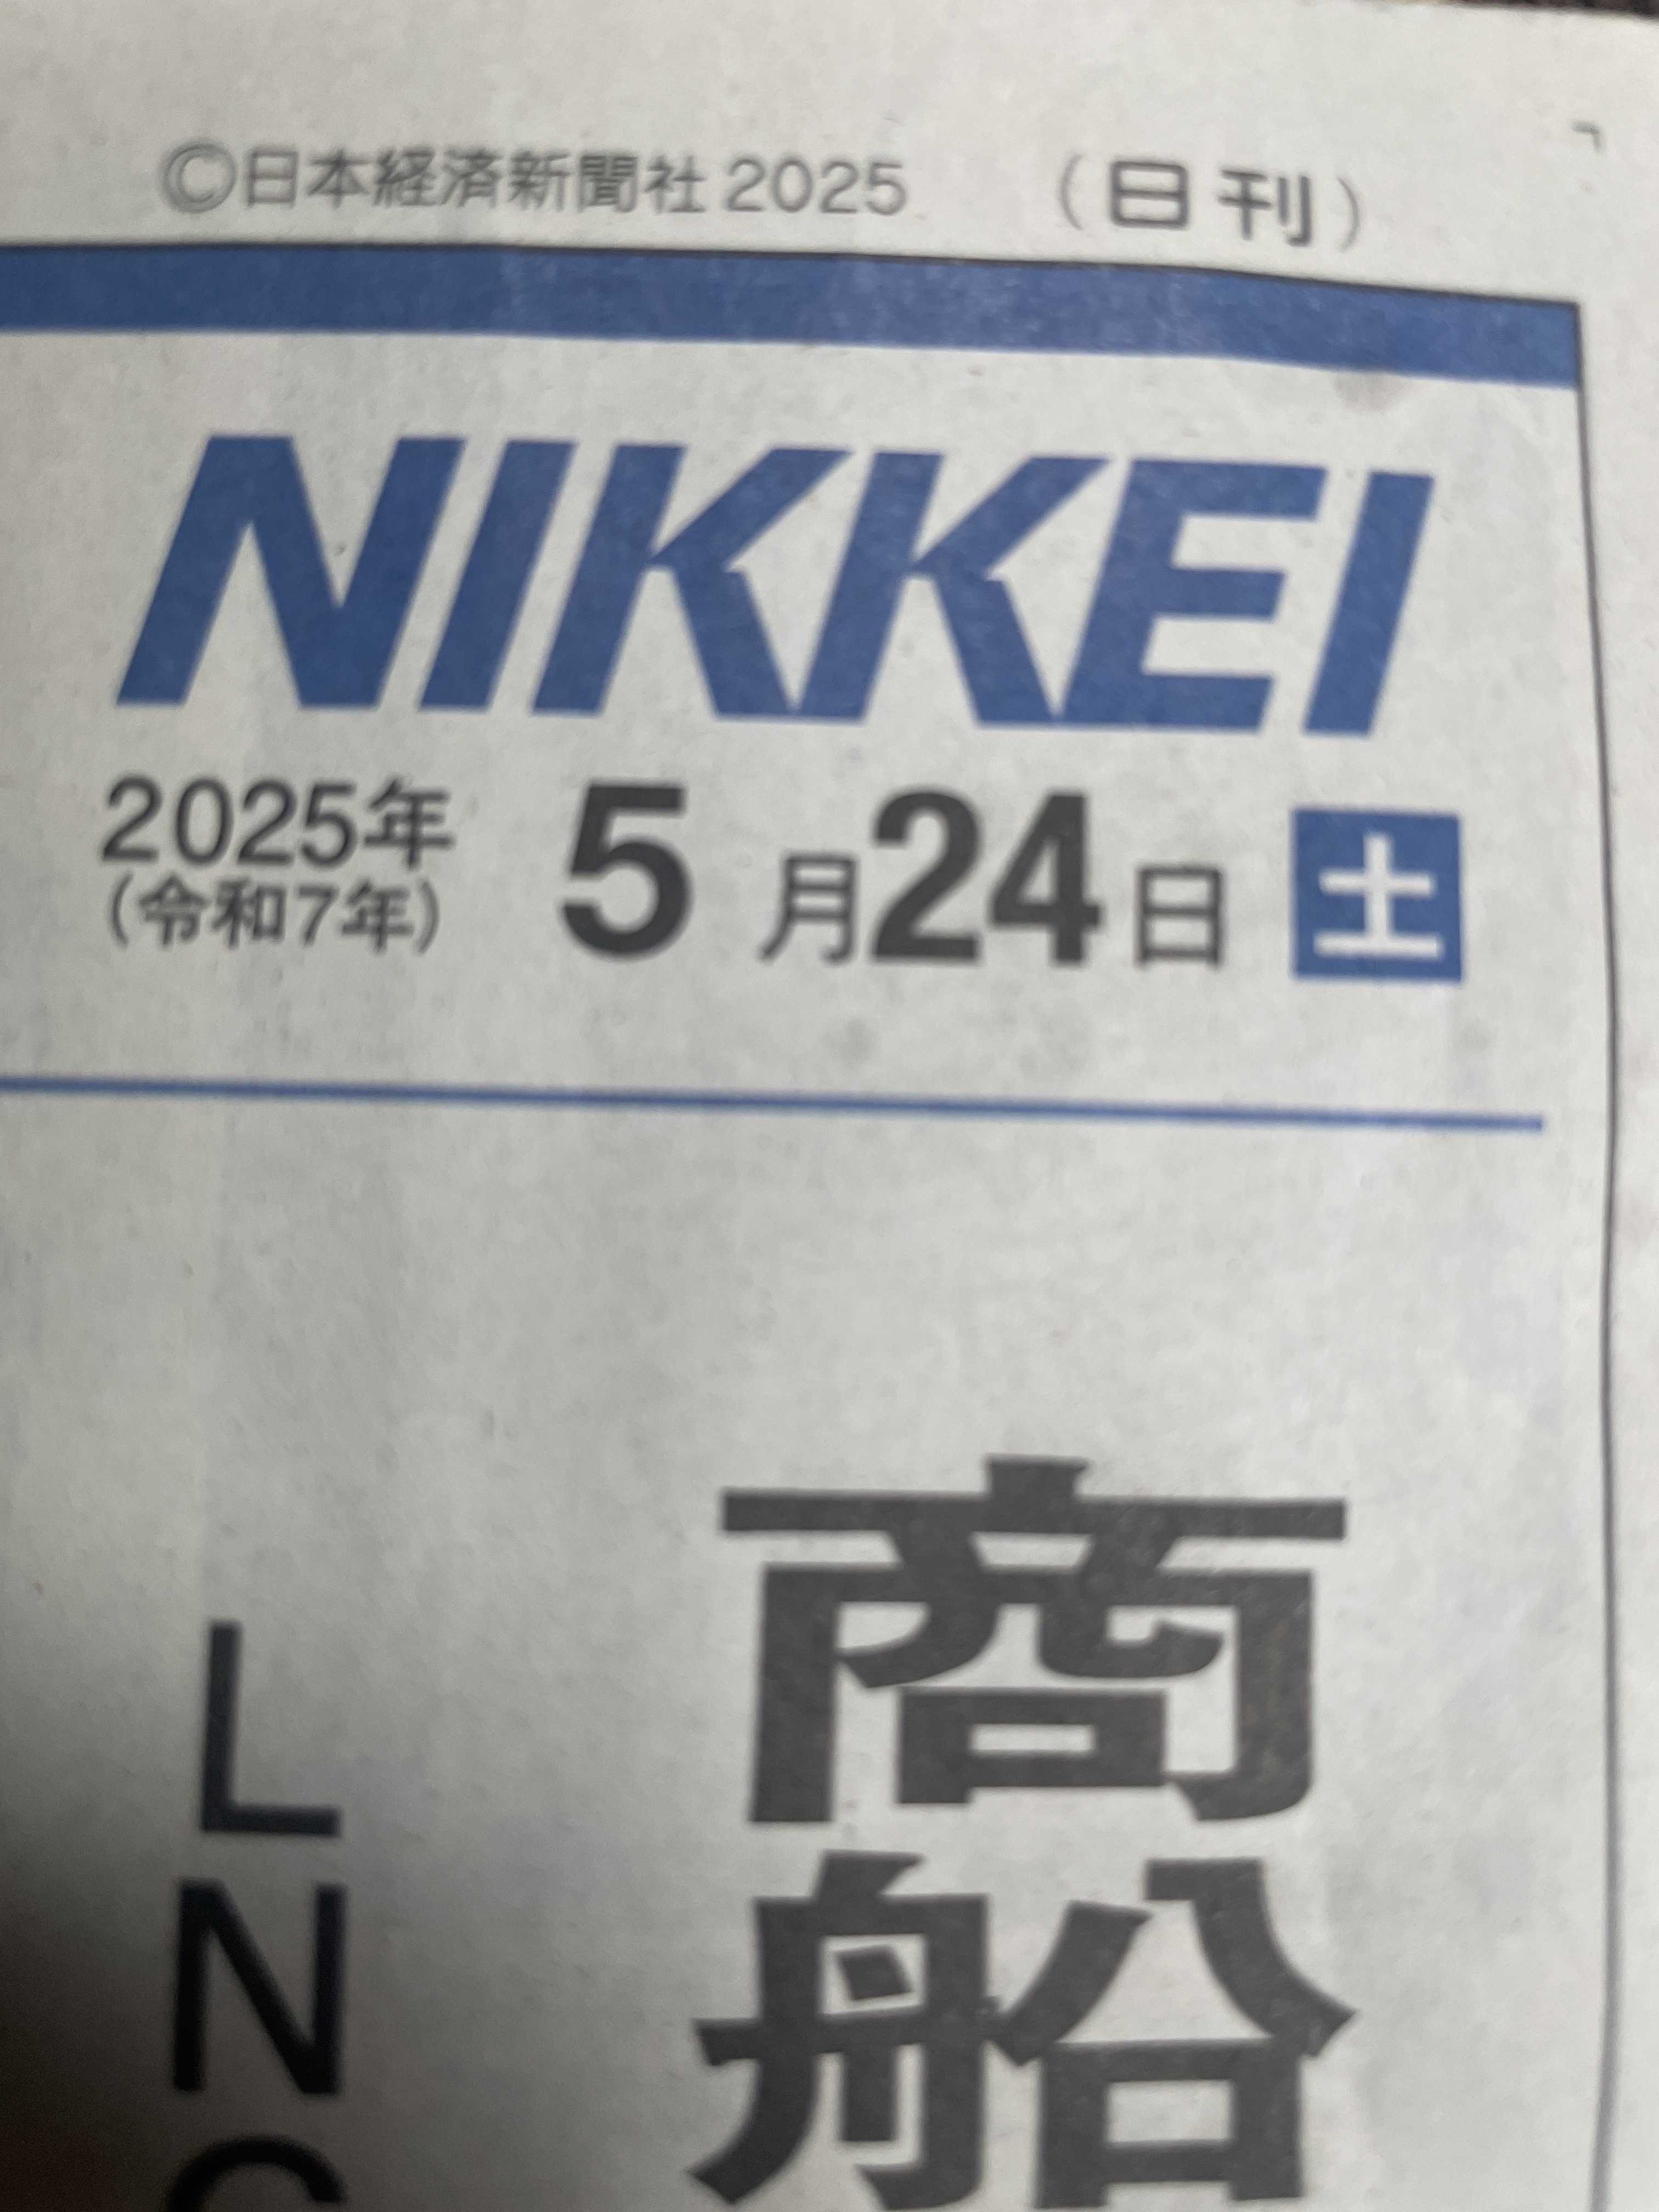 ©日本経済新聞社 2025 (日刊)
NIKKEI
2025年 5月24日 土
(令和7年)
商船
LN